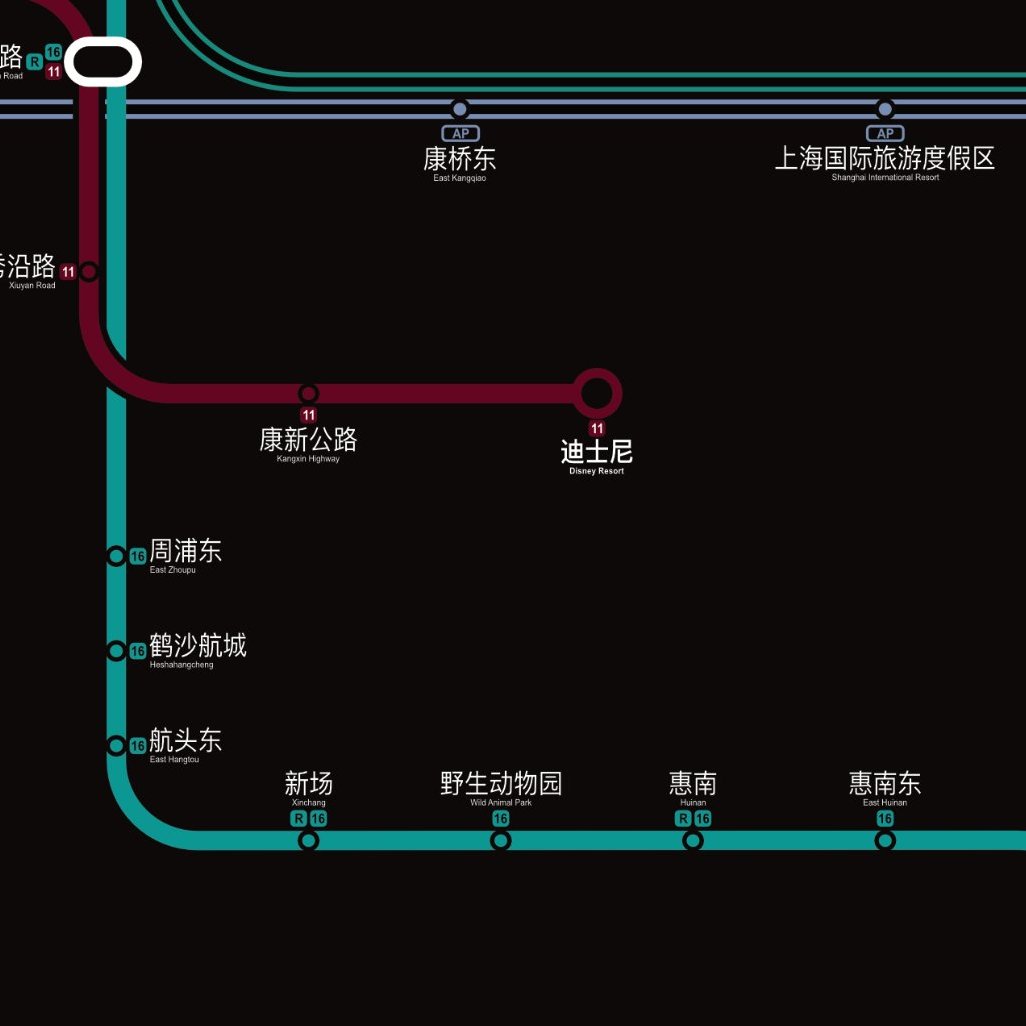 路
Road
R
16
11
AP
康桥东
East Kangqiao
AP
上海国际旅游度假区
Shanghai International Resort
沿路
11
Xiuyan Road
11
康新公路
Kangxin Highway
11
迪士尼
Disney Resort
16
周浦东
East Zhoupu
16
鹤沙航城
Heshahangcheng
16
航头东
East Hangtou
新场
Xinchang
R 16
野生动物园
Wild Animal Park
16
惠南
Huinan
R 16
惠南东
East Huinan
16